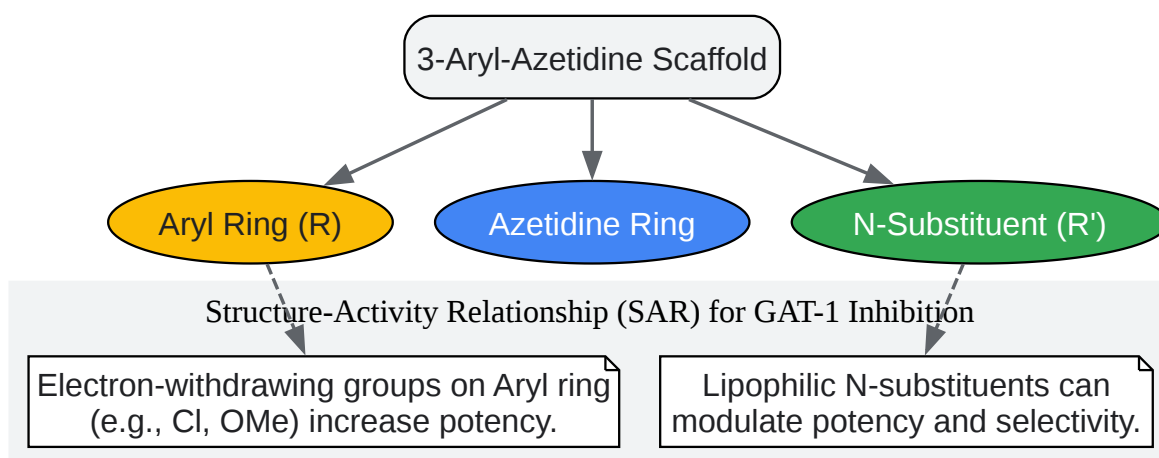 3-Aryl-Azetidine Scaffold
Aryl Ring (R)
Azetidine Ring
N-Substituent (R')
Structure-Activity Relationship (SAR) for GAT-1 Inhibition
Electron-withdrawing groups on Aryl ring
(e.g., Cl, OMe) increase potency.
Lipophilic N-substituents can
modulate potency and selectivity.